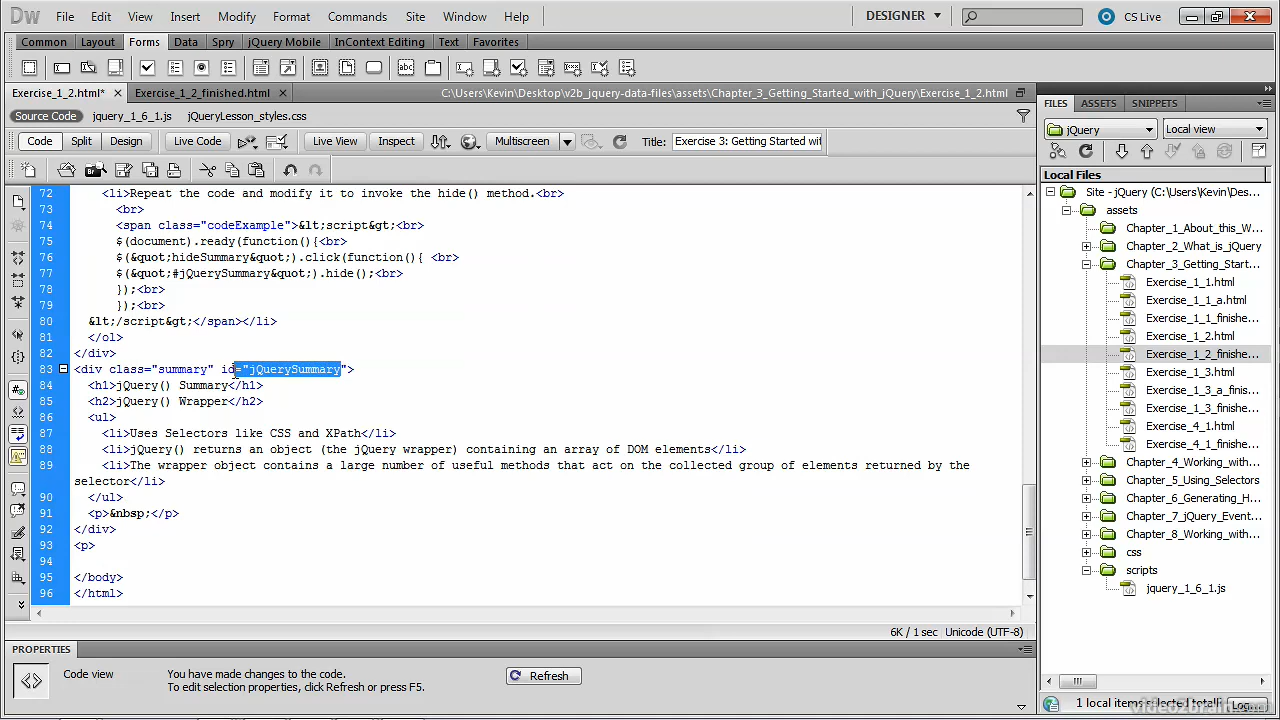 Dw File Edit View Insert Modify Format Commands Site Window Help DESIGNER CS Live
Common Layout Forms Data Spry jQuery Mobile InContext Editing Text Favorites
Exercise_1_2.html* Exercise_1_2_finished.html C:\Users\Kevin\Desktop\v2b_jquery-data-files\assets\Chapter_3_Getting_Started_with_jQuery\Exercise_1_2.html
Source Code jquery_1_6_1.js jQueryLesson_styles.css
Code Split Design Live Code Live View Inspect Multiscreen Title: Exercise 3: Getting Started wit
72 <li>Repeat the code and modify it to invoke the hide() method.<br>
73 <br>
74 <span class="codeExample">&lt;script&gt;<br>
75 $(document).ready(function(){<br>
76 $(&quot;hideSummary&quot;).click(function(){ <br>
77 $(&quot;#jQuerySummary&quot;).hide();<br>
78 });<br>
79 });<br>
80 &lt;/script&gt;</span></li>
81 </ol>
82 </div>
83 <div class="summary" id="jQuerySummary">
84 <h1>jQuery() Summary</h1>
85 <h2>jQuery() Wrapper</h2>
86 <ul>
87 <li>Uses Selectors like CSS and XPath</li>
88 <li>jQuery() returns an object (the jQuery wrapper) containing an array of DOM elements</li>
89 <li>The wrapper object contains a large number of useful methods that act on the collected group of elements returned by the
selector</li>
90 </ul>
91 <p>&nbsp;</p>
92 </div>
93 <p>
94
95 </body>
96 </html>
6K / 1 sec Unicode (UTF-8)
PROPERTIES
Code view You have made changes to the code.
To edit selection properties, click Refresh or press F5.
Refresh
FILES ASSETS SNIPPETS
jQuery Local view
Local Files
Site - jQuery (C:\Users\Kevin\Des...
assets
Chapter_1_About_this_W...
Chapter_2_What_is_jQuery
Chapter_3_Getting_Start...
Exercise_1_1.html
Exercise_1_1_a.html
Exercise_1_1_finishe...
Exercise_1_2.html
Exercise_1_2_finishe...
Exercise_1_3.html
Exercise_1_3_a_finis...
Exercise_1_3_finishe...
Exercise_4_1.html
Exercise_4_1_finishe...
Chapter_4_Working_with...
Chapter_5_Using_Selectors
Chapter_6_Generating_H...
Chapter_7_jQuery_Event...
Chapter_8_Working_with...
css
scripts
jquery_1_6_1.js
1 local items selected totalli Log...
video2brain.com